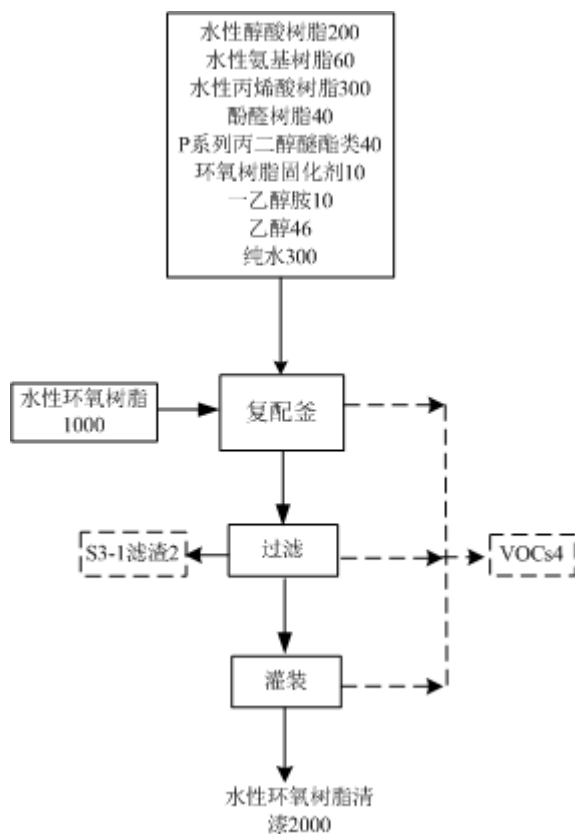 水性醇酸树脂200
水性氨基树脂60
水性丙烯酸树脂300
酚醛树脂40
P系列丙二醇醚酯类40
环氧树脂固化剂10
一乙醇胺10
乙醇46
纯水300
水性环氧树脂
1000
复配釜
S3-1滤渣2
过滤
VOCs4
灌装
水性环氧树脂清
漆2000